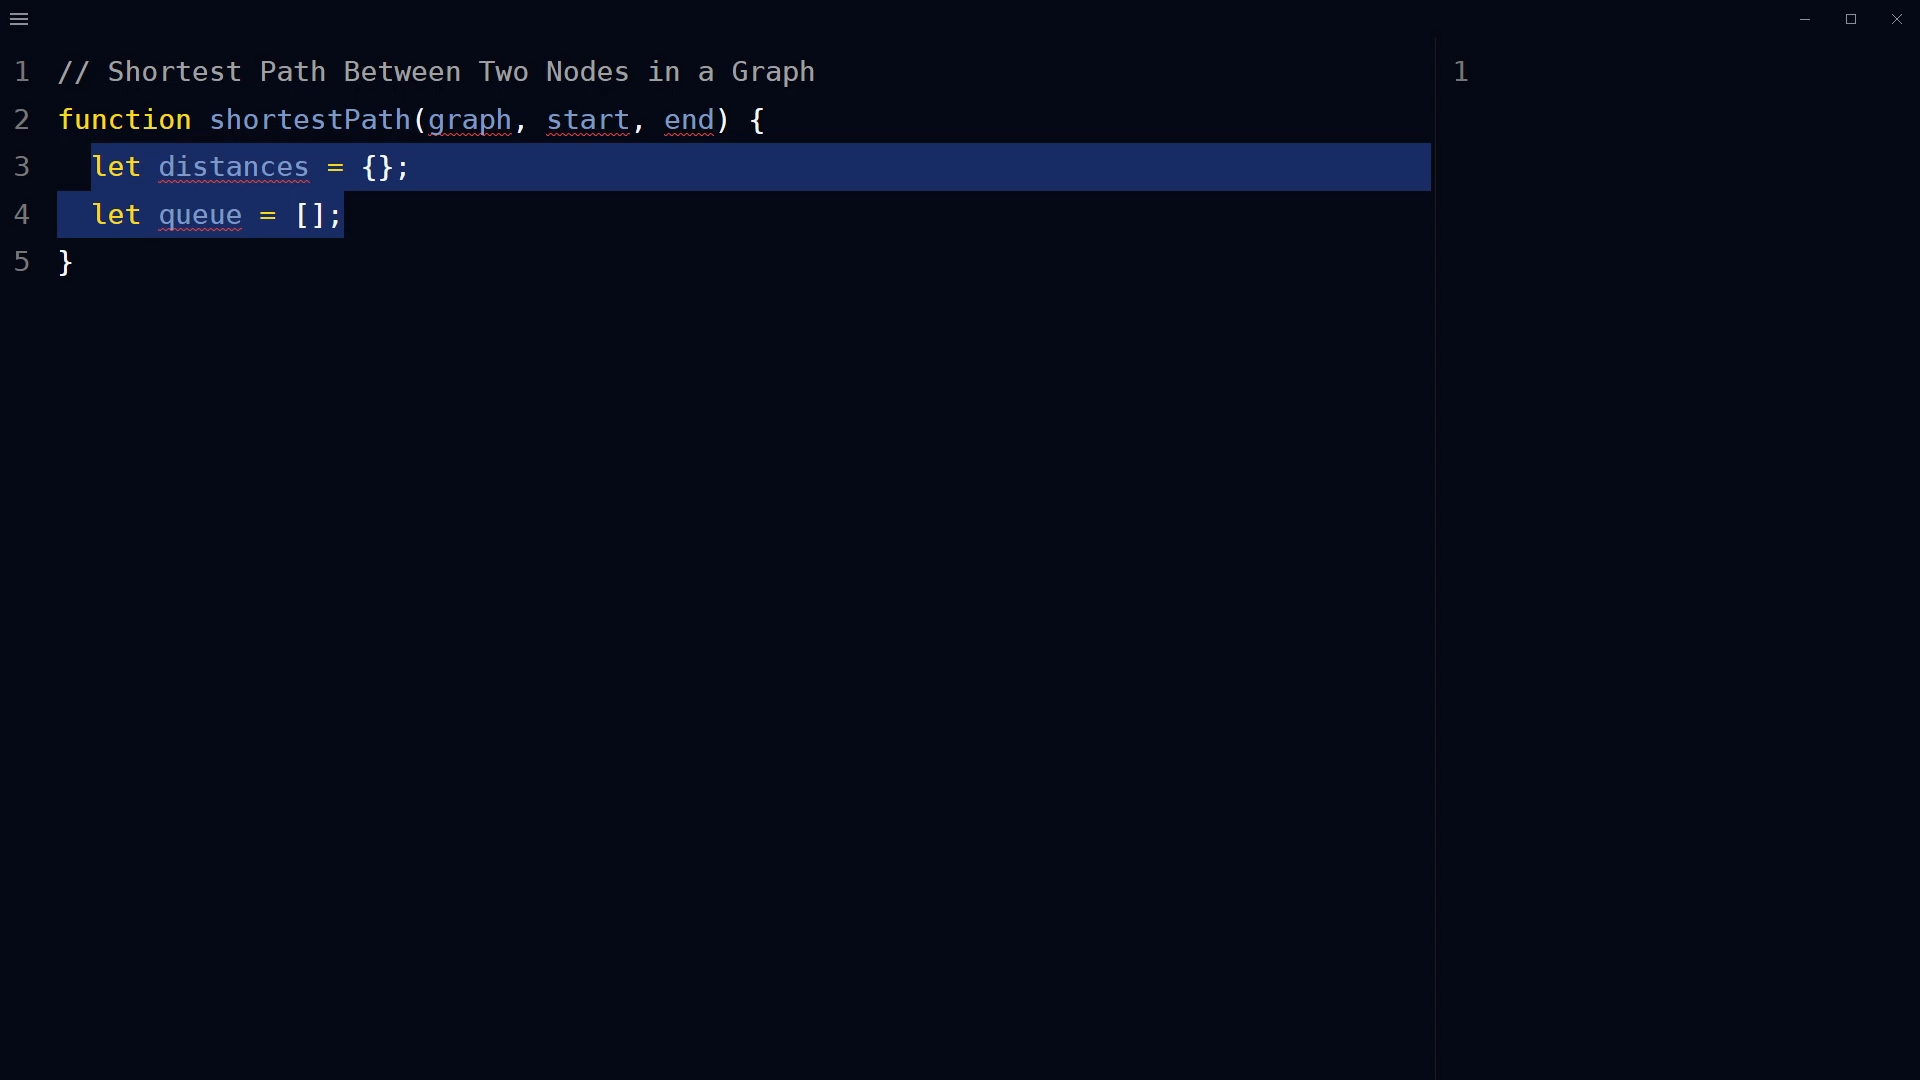 1 // Shortest Path Between Two Nodes in a Graph
2 function shortestPath(graph, start, end) {
3   let distances = {};
4   let queue = [];
5 }
1